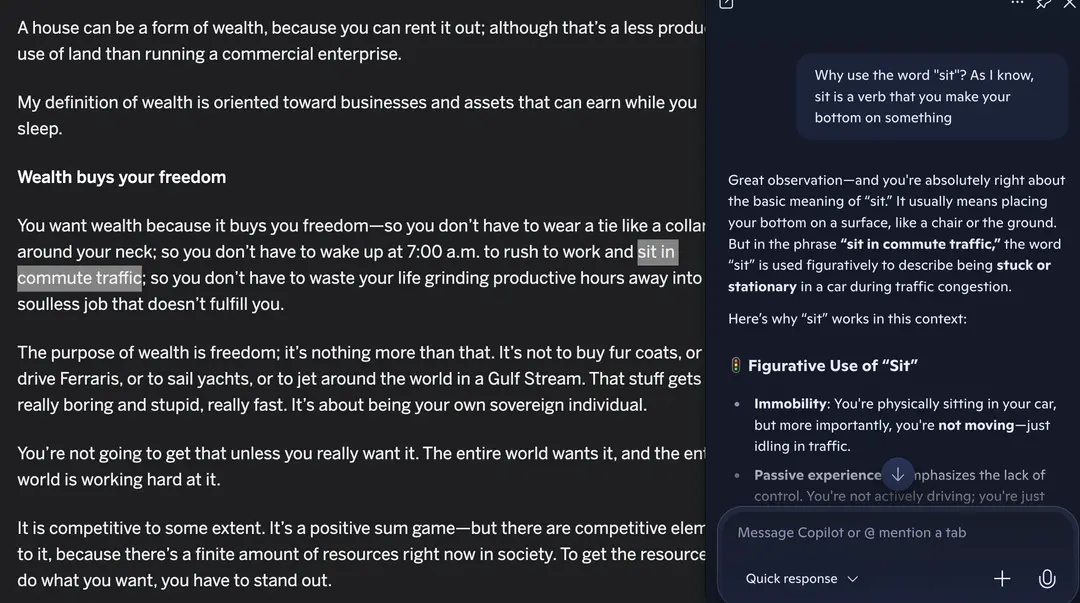 A house can be a form of wealth, because you can rent it out; although that's a less
use of land than running a commercial enterprise.
My definition of wealth is oriented toward businesses and assets that can earn while you
sleep.
Wealth buys your freedom
You want wealth because it buys you freedom—so you don't have to wear a tie like a collar
around your neck; so you don't have to wake up at 7:00 a.m. to rush to work and sit in
commute traffic; so you don't have to waste your life grinding productive hours away into
soulless job that doesn't fulfill you.
The purpose of wealth is freedom; it's nothing more than that. It's not to buy fur coats, or
drive Ferraris, or to sail yachts, or to jet around the world in a Gulf Stream. That stuff gets
really boring and stupid, really fast. It's about being your own sovereign individual.
You're not going to get that unless you really want it. The entire world wants it, and the
world is working hard at it.
It is competitive to some extent. It's a positive sum game—but there are competitive
to it, because there's a finite amount of resources right now in society. To get the
do what you want, you have to stand out.
Why use the word "sit"? As I know,
sit is a verb that you make your
bottom on something
Great observation—and you're absolutely right about
the basic meaning of “sit.” It usually means placing
your bottom on a surface, like a chair or the ground.
But in the phrase “sit in commute traffic,” the word
“sit” is used figuratively to describe being stuck or
stationary in a car during traffic congestion.
Here's why “sit” works in this context:
Figurative Use of “Sit”
• Immobility: You're physically sitting in your car,
but more importantly, you're not moving—just
idling in traffic.
• Passive experience the lack of
control. You're not actively driving; you're just
Message Copilot or @ mention a tab
Quick response